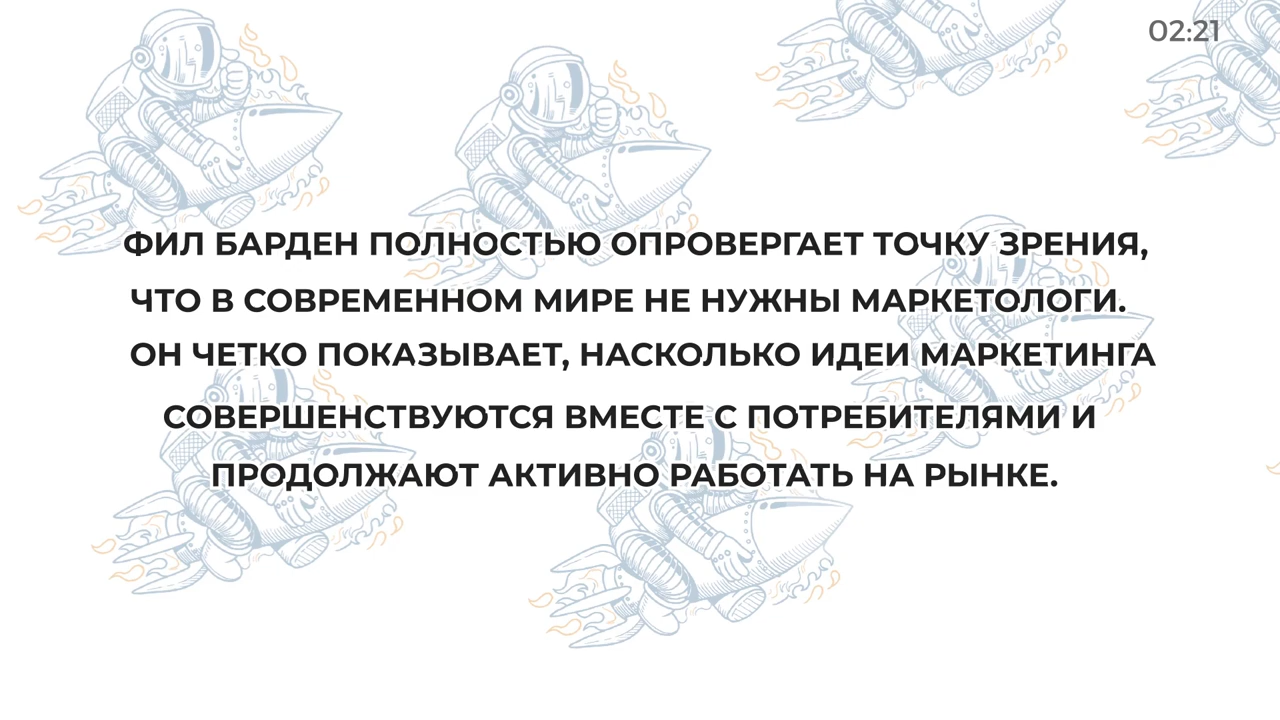 02:21
ФИЛ БАРДЕН ПОЛНОСТЬЮ ОПРОВЕРГАЕТ ТОЧКУ ЗРЕНИЯ,
ЧТО В СОВРЕМЕННОМ МИРЕ НЕ НУЖНЫ МАРКЕТОЛОГИ.
ОН ЧЕТКО ПОКАЗЫВАЕТ, НАСКОЛЬКО ИДЕИ МАРКЕТИНГА
СОВЕРШЕНСТВУЮТСЯ ВМЕСТЕ С ПОТРЕБИТЕЛЯМИ И
ПРОДОЛЖАЮТ АКТИВНО РАБОТАТЬ НА РЫНКЕ.